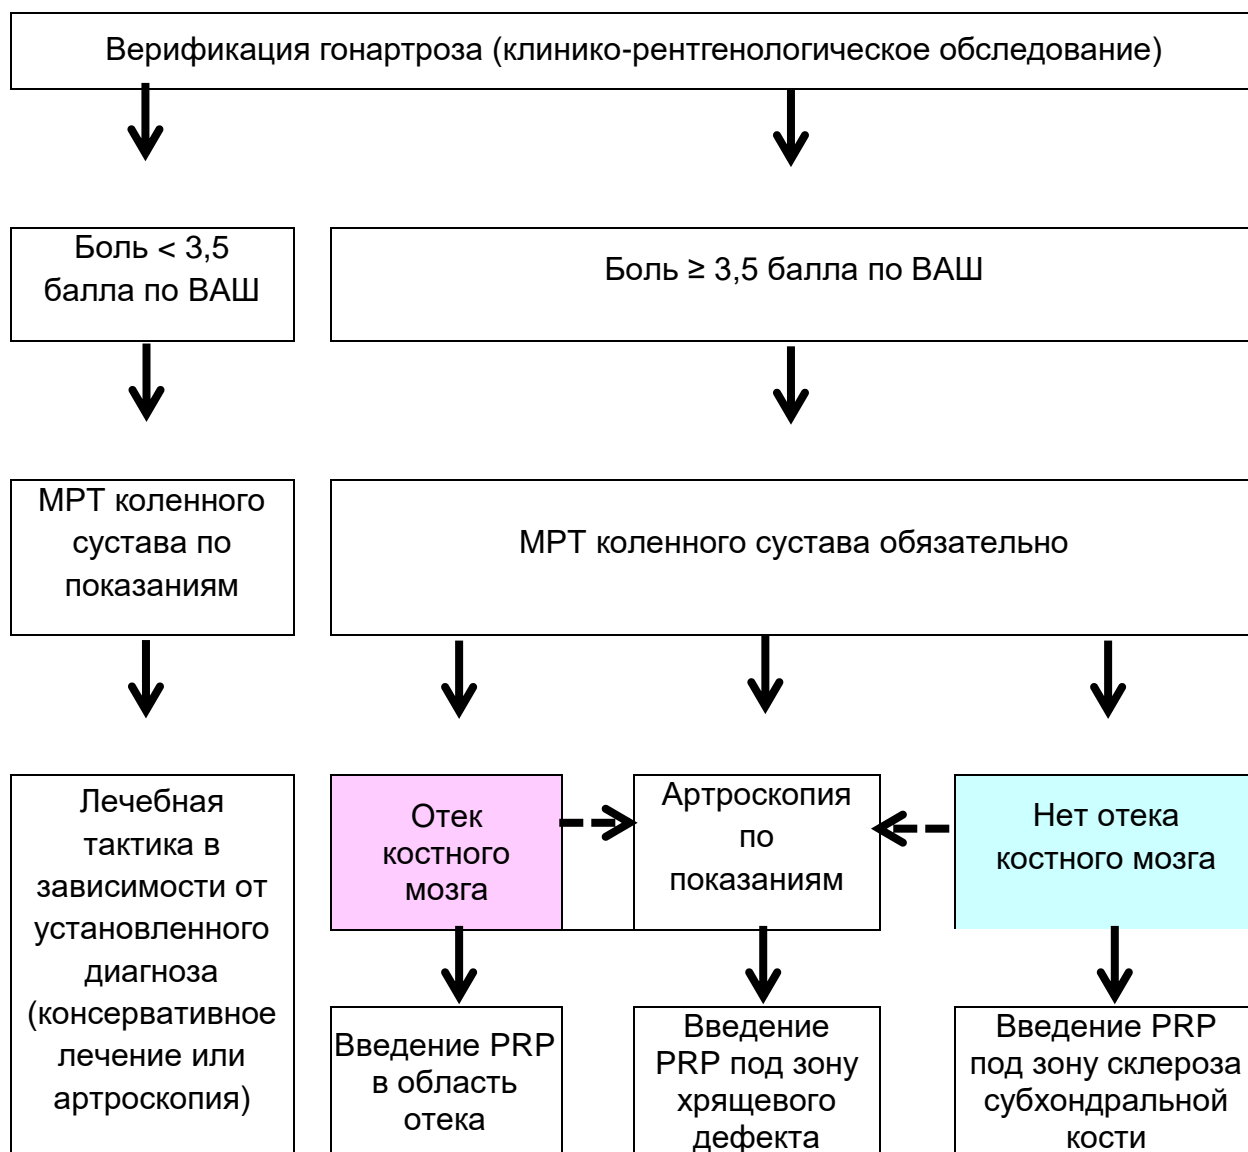 Верификация гонартроза (клинико-рентгенологическое обследование)
Боль < 3,5
балла по ВАШ
Боль ≥ 3,5 балла по ВАШ
МРТ коленного
сустава по
показаниям
МРТ коленного сустава обязательно
Лечебная
тактика в
зависимости от
установленного
диагноза
(консервативное
лечение или
артроскопия)
Отек
костного
мозга
Артроскопия
по
показаниям
Нет отека
костного мозга
Введение PRP
в область
отека
Введение
PRP под зону
хрящевого
дефекта
Введение PRP
под зону склероза
субхондральной
кости